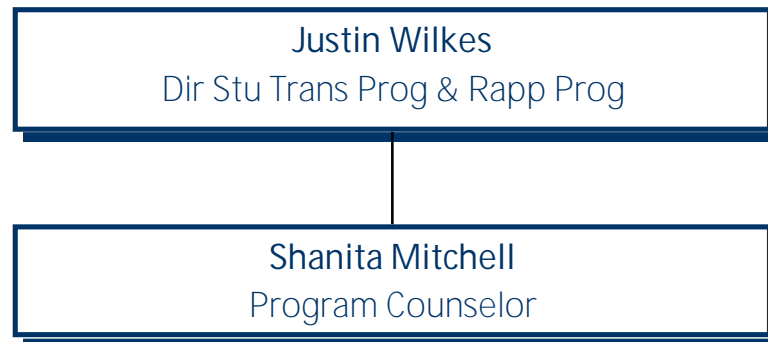 Justin Wilkes
Dir Stu Trans Prog & Rapp Prog
Shanita Mitchell
Program Counselor